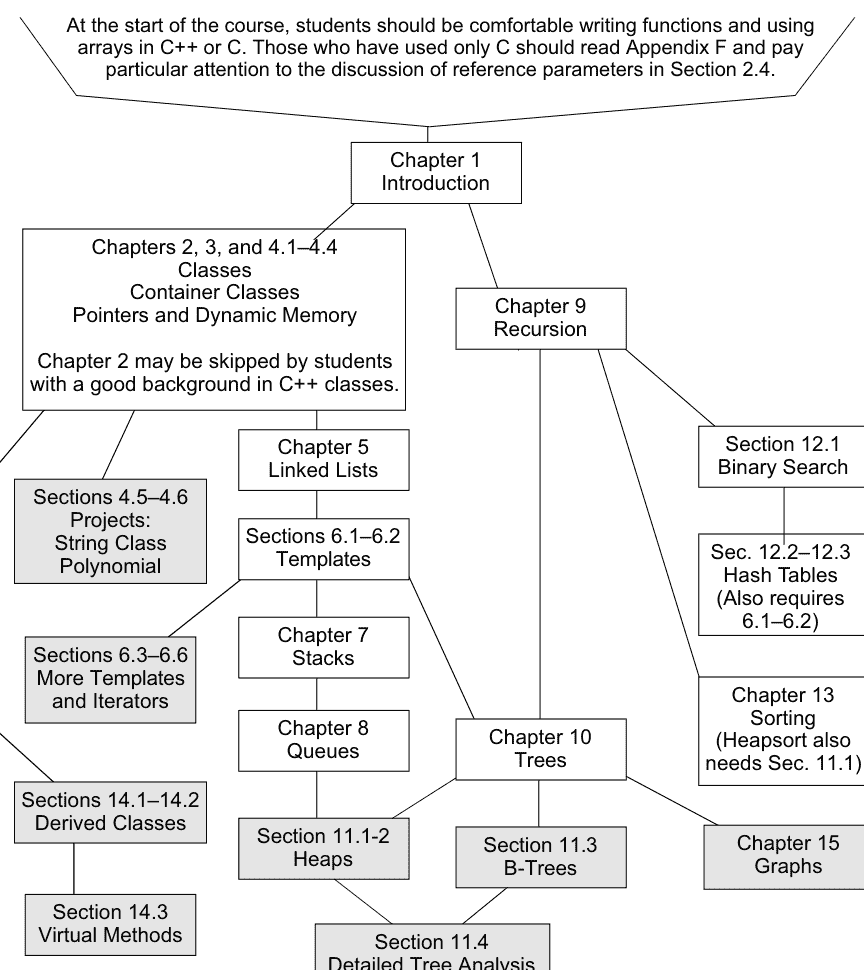 At the start of the course, students should be comfortable writing functions and using
arrays in C++ or C. Those who have used only C should read Appendix F and pay
particular attention to the discussion of reference parameters in Section 2.4.
Chapter 1
Introduction
Chapters 2, 3, and 4.1–4.4
Classes
Container Classes
Pointers and Dynamic Memory
Chapter 2 may be skipped by students
with a good background in C++ classes.
Chapter 9
Recursion
Chapter 5
Linked Lists
Section 12.1
Binary Search
Sections 4.5–4.6
Projects:
String Class
Polynomial
Sections 6.1–6.2
Templates
Sec. 12.2–12.3
Hash Tables
(Also requires
6.1–6.2)
Sections 6.3–6.6
More Templates
and Iterators
Chapter 7
Stacks
Chapter 13
Sorting
(Heapsort also
needs Sec. 11.1)
Chapter 8
Queues
Chapter 10
Trees
Sections 14.1–14.2
Derived Classes
Section 11.1-2
Heaps
Section 11.3
B-Trees
Chapter 15
Graphs
Section 14.3
Virtual Methods
Section 11.4
Detailed Tree Analysis